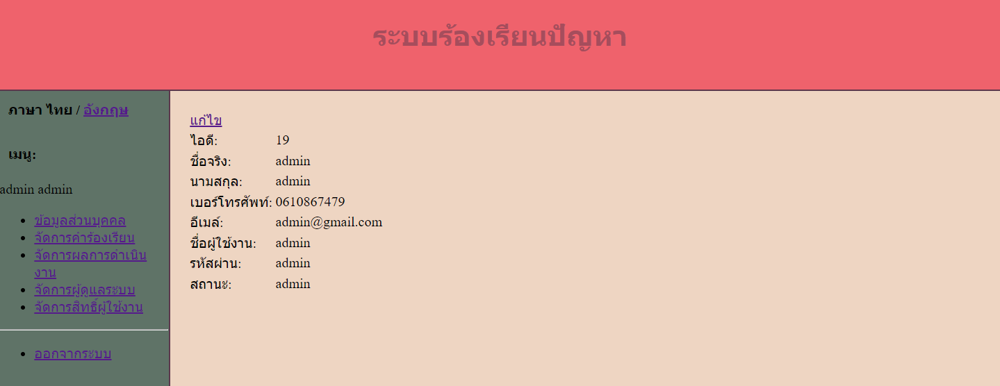 ระบบร้องเรียนปัญหา
ภาษา ไทย / อังกฤษ
เมนู:
admin admin
ข้อมูลส่วนบุคคล
จัดการคำร้องเรียน
จัดการผลการดำเนิน
งาน
จัดการผู้ดูแลระบบ
จัดการสิทธิ์ผู้ใช้งาน
ออกจากระบบ
แก้ไข
ไอดี: 19
ชื่อจริง: admin
นามสกุล: admin
เบอร์โทรศัพท์: 0610867479
อีเมล์: admin@gmail.com
ชื่อผู้ใช้งาน: admin
รหัสผ่าน: admin
สถานะ: admin